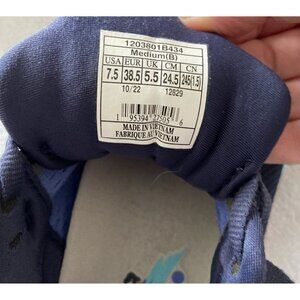 1203801B434
Medium(B)
USA EUR UK CM CN
7.5 38.5 5.5 24.5 245(1.5)
10/22 12829
1 95394 27505 6
MADE IN VIETNAM
FABRIQUE AU VIETNAM